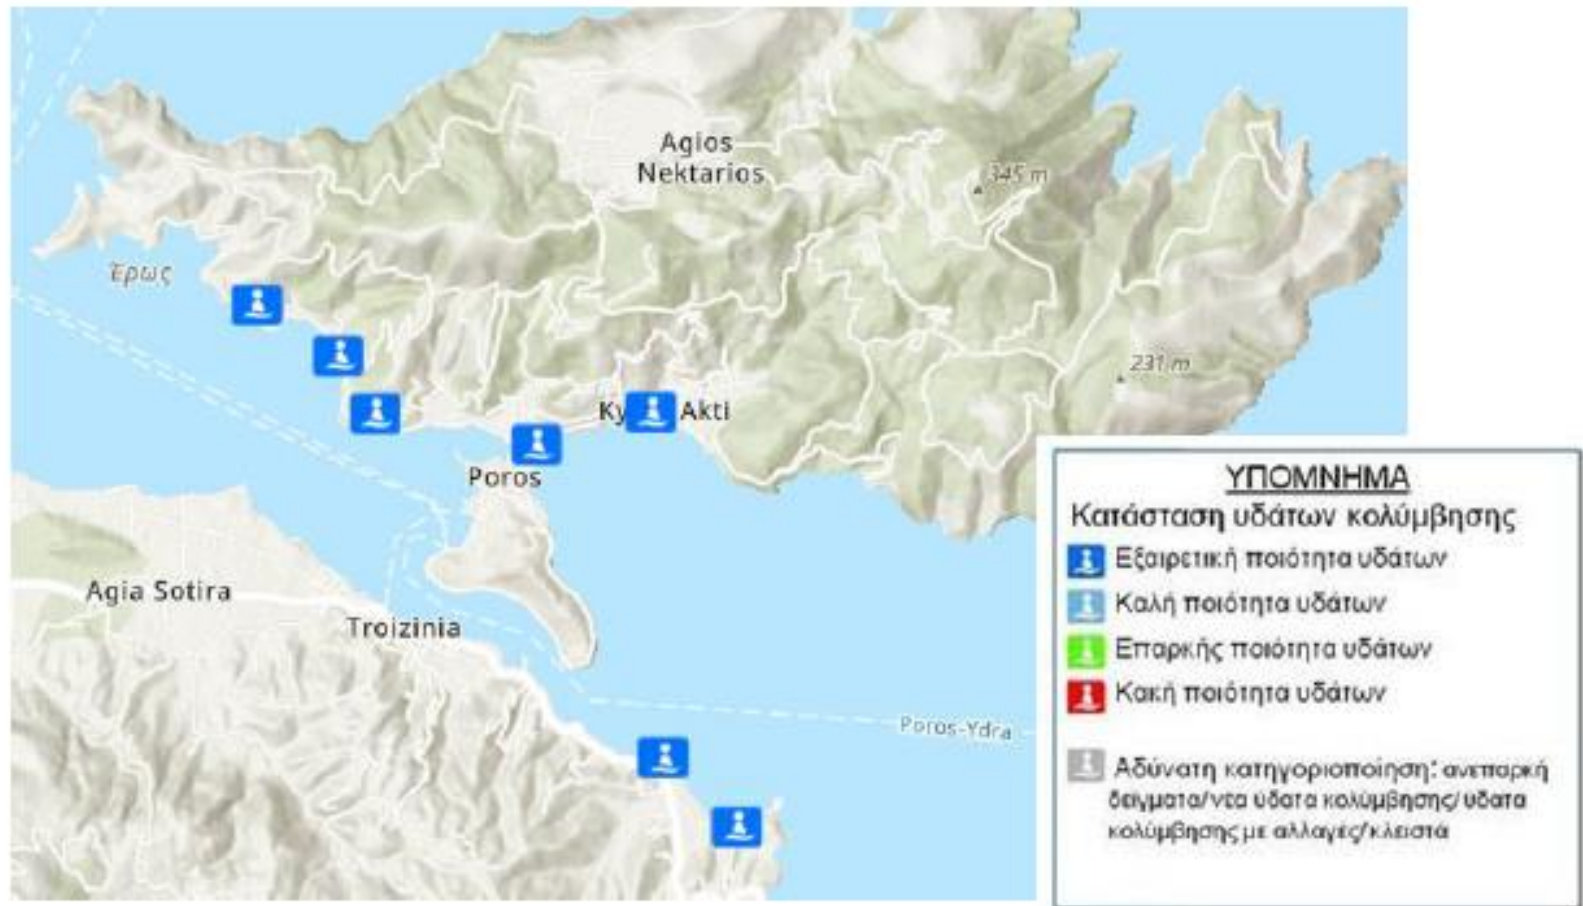 Agios
Nektarios
345 m
Έρως
231 m
Ky Akti
Poros
Agia Sotira
Troizinia
Poros-Ydra
ΥΠΟΜΝΗΜΑ
Κατάσταση υδάτων κολύμβησης
Εξαιρετική ποιότητα υδάτων
Καλή ποιότητα υδάτων
Επαρκής ποιότητα υδάτων
Κακή ποιότητα υδάτων
Αδύνατη κατηγοριοποίηση: ανεπαρκή
δείγματα/νέα ύδατα κολύμβησης/ύδατα
κολύμβησης με αλλαγές/κλειστά